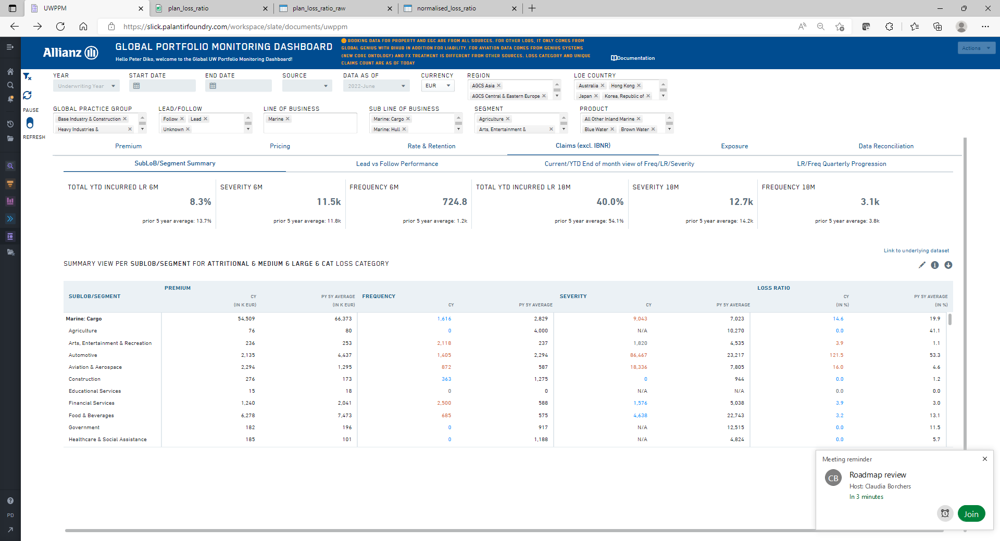 UWPPM
plan_loss_ratio
plan_loss_ratio_raw
normalised_loss_ratio
https://slick.palantirfoundry.com/workspace/slate/documents/uwppm
Allianz
GLOBAL PORTFOLIO MONITORING DASHBOARD
Hello Peter Diko, welcome to the Global UW Portfolio Monitoring Dashboard!
BOOKING DATA FOR PROPERTY AND E&C ARE FROM ALL SOURCES. FOR OTHER LOBS, IT ONLY COMES FROM
GLOBAL GENIUS WITH BIHUB IN ADDITION FOR LIABILITY. FOR AVIATION DATA COMES FROM GENIUS SYSTEMS
(NEW CORE ONTOLOGY) AND FX TREATMENT IS DIFFERENT FROM OTHER SOURCES. LOSS CATEGORY AND UNIQUE
CLAIMS COUNT ARE AS OF TODAY
Documentation
Actions
PAUSE
REFRESH
YEAR START DATE END DATE SOURCE DATA AS OF CURRENCY REGION LOE COUNTRY
Underwriting Year 2022-June EUR AGCS Asia Australia Hong Kong
AGCS Central & Eastern Europe Japan Korea, Republic of
GLOBAL PRACTICE GROUP LEAD/FOLLOW LINE OF BUSINESS SUB LINE OF BUSINESS SEGMENT PRODUCT
Base Industry & Construction Follow Lead Marine Marine: Cargo Agriculture All Other Inland Marine
Heavy Industries & Unknown Marine: Hull Arts, Entertainment & Blue Water Brown Water
Premium Pricing Rate & Retention Claims (excl. IBNR) Exposure Data Reconciliation
SubLoB/Segment Summary Lead vs Follow Performance Current/YTD End of month view of Freq/LR/Severity LR/Freq Quarterly Progression
TOTAL YTD INCURRED LR 6M SEVERITY 6M FREQUENCY 6M TOTAL YTD INCURRED LR 18M SEVERITY 18M FREQUENCY 18M
8.3% 11.5k 724.8 40.0% 12.7k 3.1k
prior 5 year average: 13.7% prior 5 year average: 11.8k prior 5 year average: 1.2k prior 5 year average: 54.1% prior 5 year average: 14.2k prior 5 year average: 3.8k
Link to underlying dataset
SUMMARY VIEW PER SUBLOB/SEGMENT FOR ATTRITIONAL & MEDIUM & LARGE & CAT LOSS CATEGORY
PREMIUM LOSS RATIO
SUBLOB/SEGMENT CY PY 5Y AVERAGE FREQUENCY SEVERITY CY PY 5Y AVERAGE
(IN K EUR) (IN K EUR) CY PY 5Y AVERAGE CY PY 5Y AVERAGE (IN %) (IN %)
Marine: Cargo 54,509 66,373 1,616 2,829 9,043 7,023 14.6 19.9
Agriculture 76 80 0 4,000 N/A 10,270 0.0 41.1
Arts, Entertainment & Recreation 236 253 2,118 237 1,820 4,535 3.9 1.1
Automotive 2,135 4,437 1,405 2,294 86,467 23,217 121.5 53.3
Aviation & Aerospace 2,294 1,295 872 587 18,336 7,805 16.0 4.6
Construction 276 173 363 1,275 0 944 0.0 1.2
Educational Services 15 18 0 0 N/A N/A 0.0 0.0
Financial Services 1,240 2,041 2,500 588 1,576 5,038 3.9 3.0
Food & Beverages 6,278 7,473 685 575 4,638 22,743 3.2 13.1
Government 182 196 0 917 N/A 12,515 0.0 11.5
Healthcare & Social Assistance 185 101 0 1,188 N/A 4,824 0.0 5.7
PD
Meeting reminder
CB
Roadmap review
Host: Claudia Borchers
In 3 minutes
Join